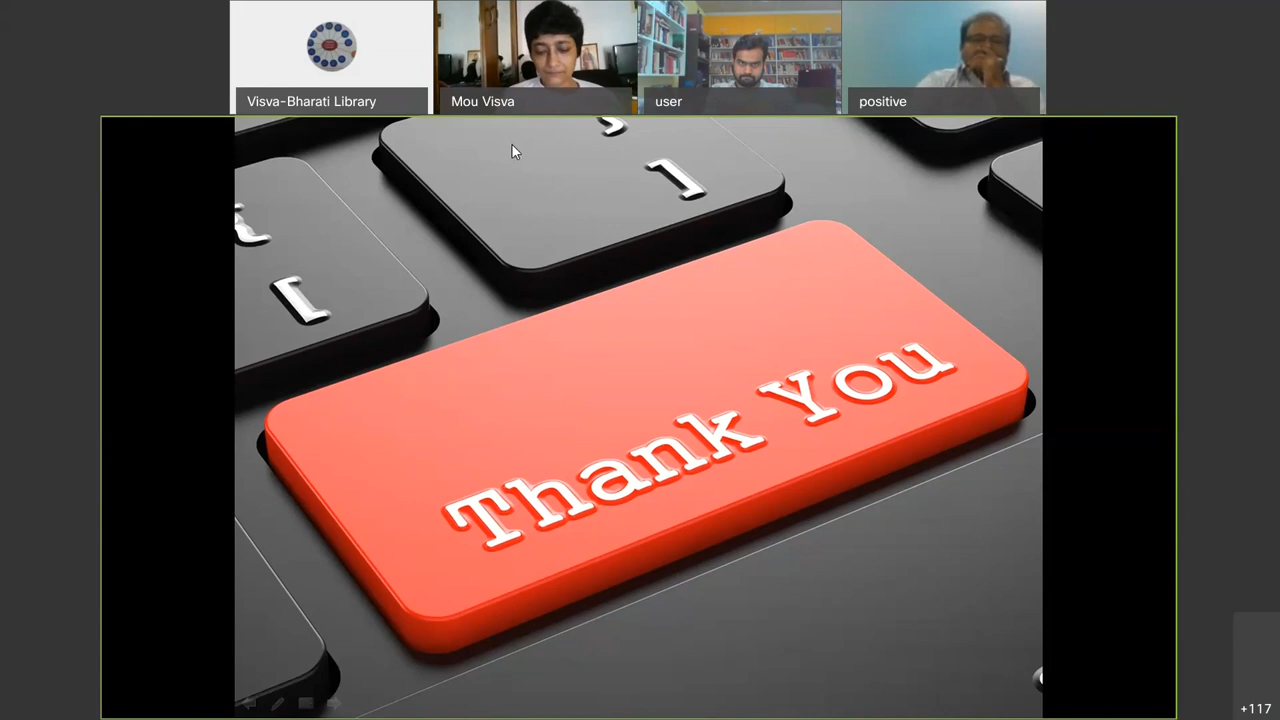 Visva-Bharati Library
Mou Visva
user
positive
]
[
Thank You
+117